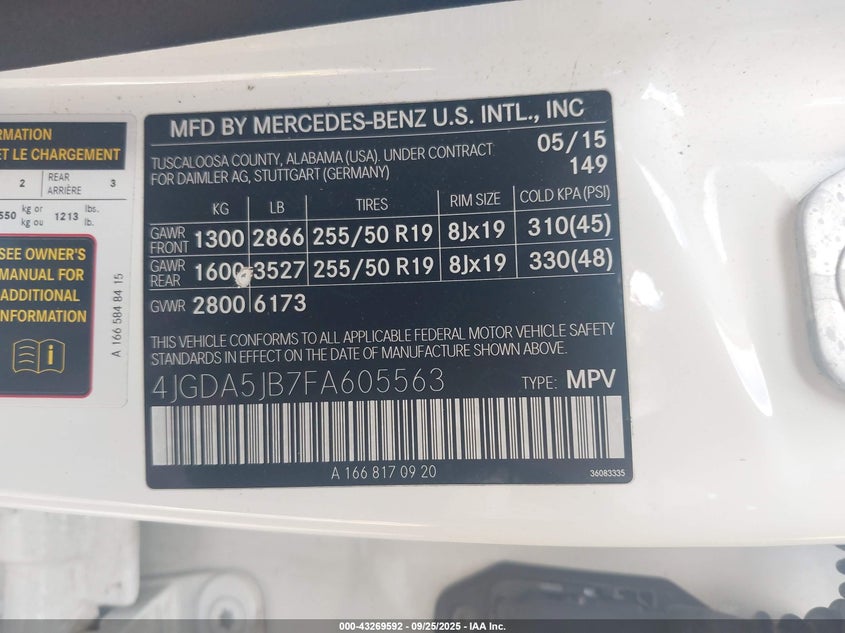 RMATION
ET LE CHARGEMENT
2 REAR ARRIÈRE 3
550 kg or kg ou 1213 lbs. lb.
SEE OWNER'S
MANUAL FOR
ADDITIONAL
INFORMATION
A 166 584 84 15
MFD BY MERCEDES-BENZ U.S. INTL., INC
TUSCALOOSA COUNTY, ALABAMA (USA). UNDER CONTRACT 05/15
FOR DAIMLER AG, STUTTGART (GERMANY) 149
KG LB TIRES RIM SIZE COLD KPA (PSI)
GAWR FRONT 1300 2866 255/50 R19 8Jx19 310(45)
GAWR REAR 1600 3527 255/50 R19 8Jx19 330(48)
GVWR 2800 6173
THIS VEHICLE CONFORMS TO ALL APPLICABLE FEDERAL MOTOR VEHICLE SAFETY
STANDARDS IN EFFECT ON THE DATE OF MANUFACTURE SHOWN ABOVE.
4JGDA5JB7FA605563 TYPE: MPV
A 166 817 09 20 36083335
000-43269592 - 09/25/2025 - IAA Inc.